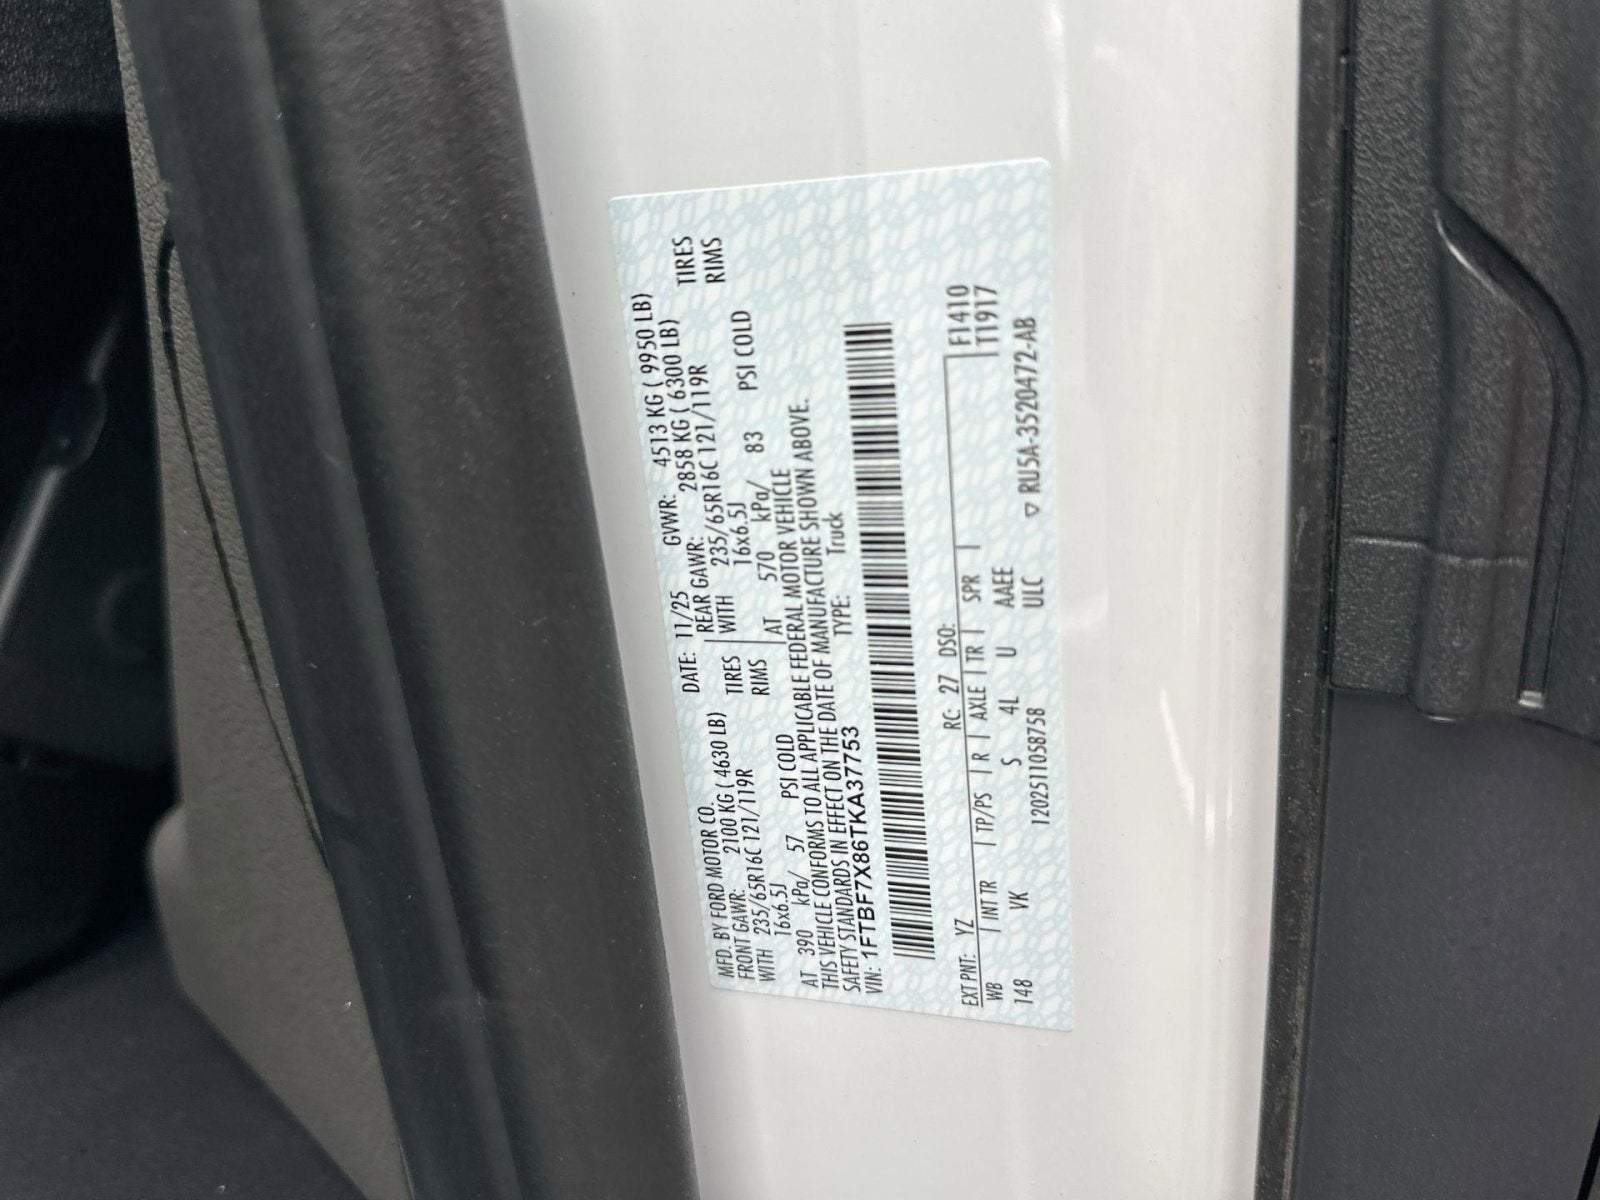 MFD. BY FORD MOTOR CO.
DATE: 11/25 GVWR: 4513 KG ( 9950 LB)
FRONT GAWR: 2100 KG ( 4630 LB) REAR GAWR: 2858 KG ( 6300 LB)
WITH 235/65R16C 121/119R TIRES WITH 235/65R16C 121/119R TIRES
16x6.5J RIMS 16x6.5J RIMS
AT 390 kPa/ 57 PSI COLD AT 570 kPa/ 83 PSI COLD
THIS VEHICLE CONFORMS TO ALL APPLICABLE FEDERAL MOTOR VEHICLE
SAFETY STANDARDS IN EFFECT ON THE DATE OF MANUFACTURE SHOWN ABOVE.
VIN: 1FTBF7X86TKA37753 TYPE: Truck
F1410
T1917
EXT PNT: YZ RC: 27 DSO:
WB INT TR TP/PS R AXLE TR SPR
148 VK S 4L U AAEE
120251105875 8 ULC ▽ RU5A-3520472-AB